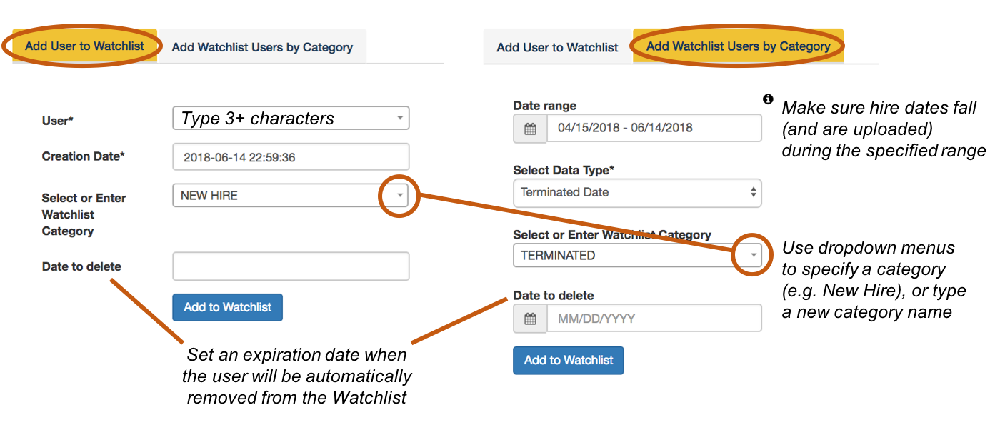 Add User to Watchlist
Add Watchlist Users by Category
User*
Type 3+ characters
Creation Date*
2018-06-14 22:59:36
Select or Enter
Watchlist
Category
NEW HIRE
Date to delete
Add to Watchlist
Set an expiration date when
the user will be automatically
removed from the Watchlist
Add User to Watchlist
Add Watchlist Users by Category
Date range
04/15/2018 - 06/14/2018
Make sure hire dates fall
(and are uploaded)
during the specified range
Select Data Type*
Terminated Date
Select or Enter Watchlist Category
TERMINATED
Use dropdown menus
to specify a category
(e.g. New Hire), or type
a new category name
Date to delete
MM/DD/YYYY
Add to Watchlist